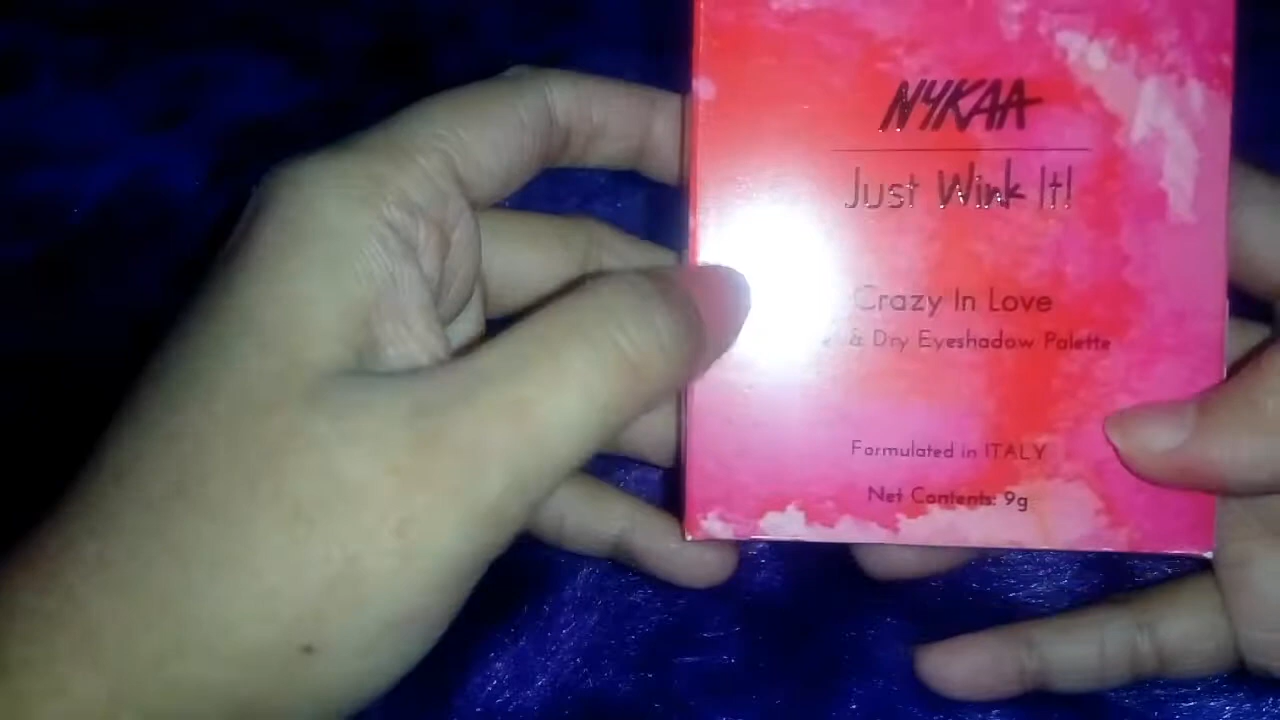 NYKAA
Just Wink It!
Crazy In Love
& Dry Eyeshadow Palette
Formulated in ITALY
Net Contents: 9g